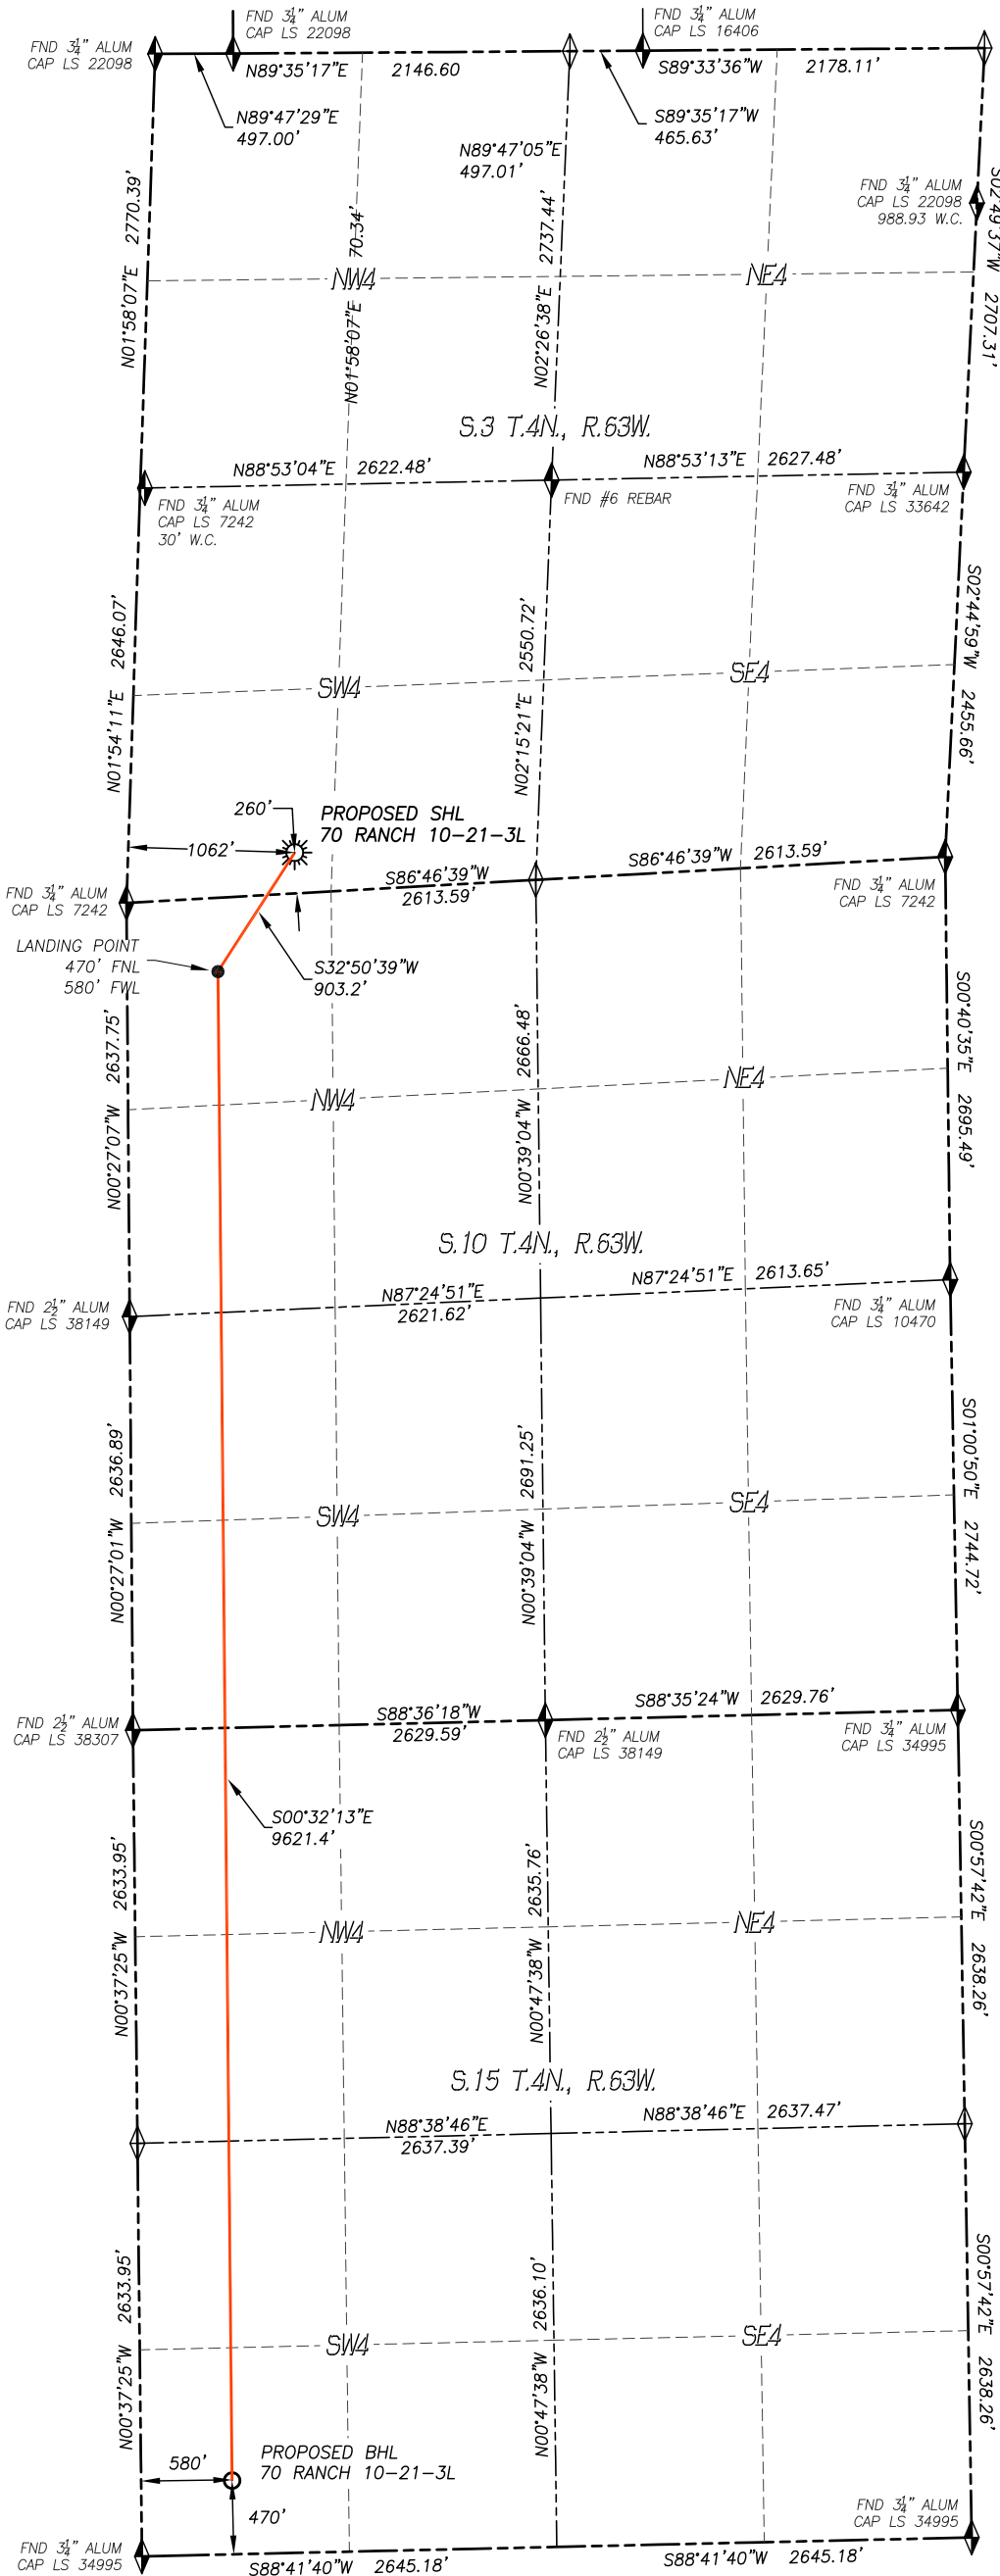 FND 3¼" ALUM
CAP LS 22098
FND 3¼" ALUM
CAP LS 22098
FND 3¼" ALUM
CAP LS 16406
N89°35'17"E 2146.60
S89°33'36"W 2178.11'
N89°47'29"E
497.00'
S89°35'17"W
465.63'
N89°47'05"E
497.01'
FND 3¼" ALUM
CAP LS 22098
988.93 W.C.
N01°58'07"E 2770.39'
N01°58'07"E 70.34'
N02°26'38"E 2737.44'
S02°49'37"W 2707.31'
NW4
NE4
S.3 T.4N., R.63W.
N88°53'04"E 2622.48'
N88°53'13"E 2627.48'
FND 3¼" ALUM
CAP LS 7242
30' W.C.
FND #6 REBAR
FND 3¼" ALUM
CAP LS 33642
N01°54'11"E 2646.07'
N02°15'21"E 2550.72'
S02°44'59"W 2455.66'
SW4
SE4
260'
PROPOSED SHL
70 RANCH 10-21-3L
1062'
S86°46'39"W
2613.59'
S86°46'39"W 2613.59'
FND 3¼" ALUM
CAP LS 7242
FND 3¼" ALUM
CAP LS 7242
LANDING POINT
470' FNL
580' FWL
S32°50'39"W
903.2'
N00°27'07"W 2637.75'
N00°39'04"W 2666.48'
S00°40'35"E 2695.49'
NW4
NE4
S.10 T.4N., R.63W.
N87°24'51"E
2621.62'
N87°24'51"E 2613.65'
FND 2½" ALUM
CAP LS 38149
FND 3¼" ALUM
CAP LS 10470
N00°27'01"W 2636.89'
N00°39'04"W 2691.25'
S01°00'50"E 2744.72'
SW4
SE4
S88°36'18"W
2629.59'
S88°35'24"W 2629.76'
FND 2½" ALUM
CAP LS 38307
FND 2½" ALUM
CAP LS 38149
FND 3¼" ALUM
CAP LS 34995
S00°32'13"E
9621.4'
N00°37'25"W 2633.95'
N00°47'38"W 2635.76'
S00°57'42"E 2638.26'
NW4
NE4
S.15 T.4N., R.63W.
N88°38'46"E
2637.39'
N88°38'46"E 2637.47'
N00°37'25"W 2633.95'
N00°47'38"W 2636.10'
S00°57'42"E 2638.26'
SW4
SE4
580'
PROPOSED BHL
70 RANCH 10-21-3L
470'
FND 3¼" ALUM
CAP LS 34995
FND 3¼" ALUM
CAP LS 34995
S88°41'40"W 2645.18'
S88°41'40"W 2645.18'